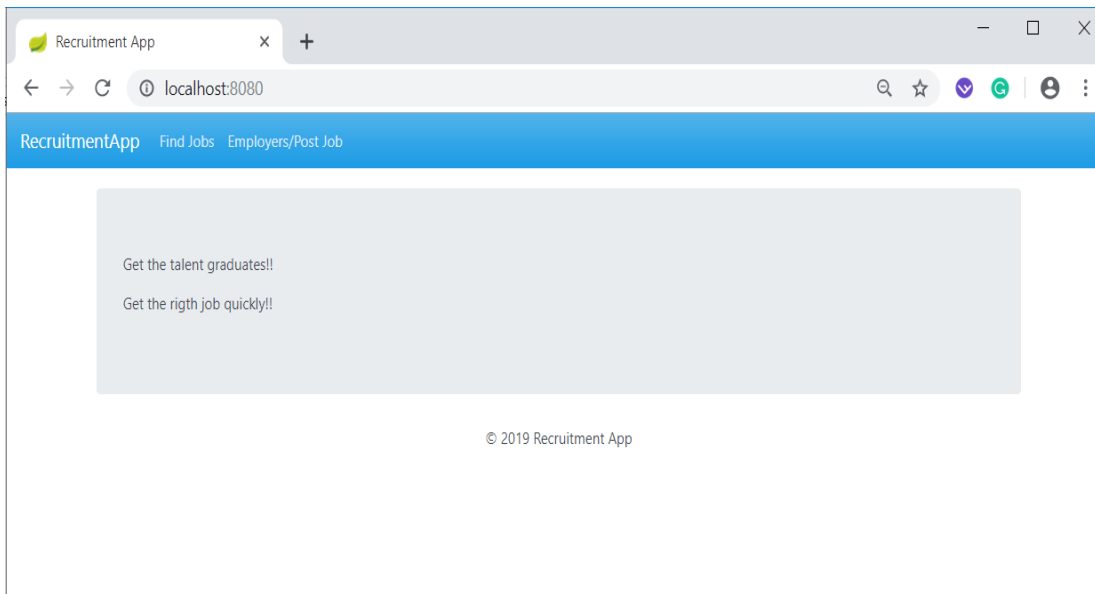 Recruitment App
localhost:8080
RecruitmentApp Find Jobs Employers/Post Job
Get the talent graduates!!
Get the rigth job quickly!!
© 2019 Recruitment App